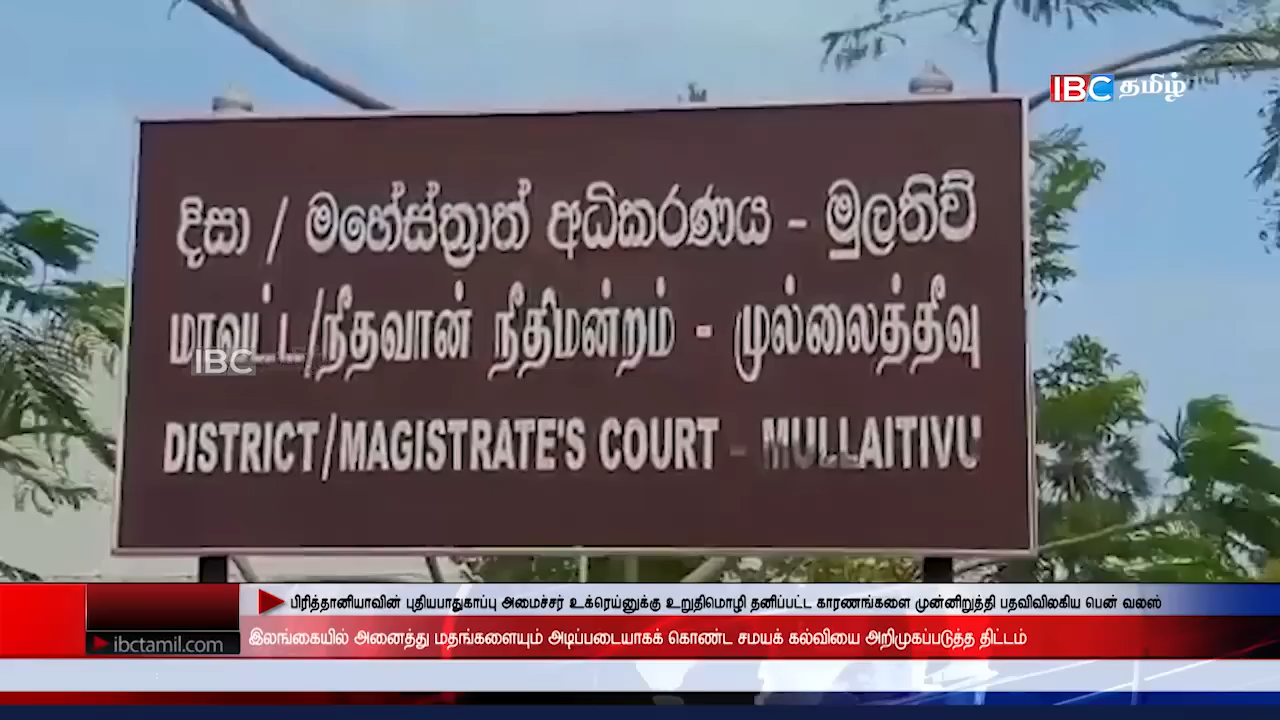 IBC தமிழ்
දිසා / මහේස්ත්‍රාත් අධිකරණය - මුලතිව්
மாவட்ட/நீதவான் நீதிமன்றம் - முல்லைத்தீவு
IBC
DISTRICT/MAGISTRATE'S COURT - MULLAITIVU
பிரித்தானியாவின் புதியபாதுகாப்பு அமைச்சர் உக்ரெய்னுக்கு உறுதிமொழி தனிப்பட்ட காரணங்களை முன்னிறுத்தி பதவிவிலகிய பென் வலஸ்
இலங்கையில் அனைத்து மதங்களையும் அடிப்படையாகக் கொண்ட சமயக் கல்வியை அறிமுகப்படுத்த திட்டம்
ibctamil.com